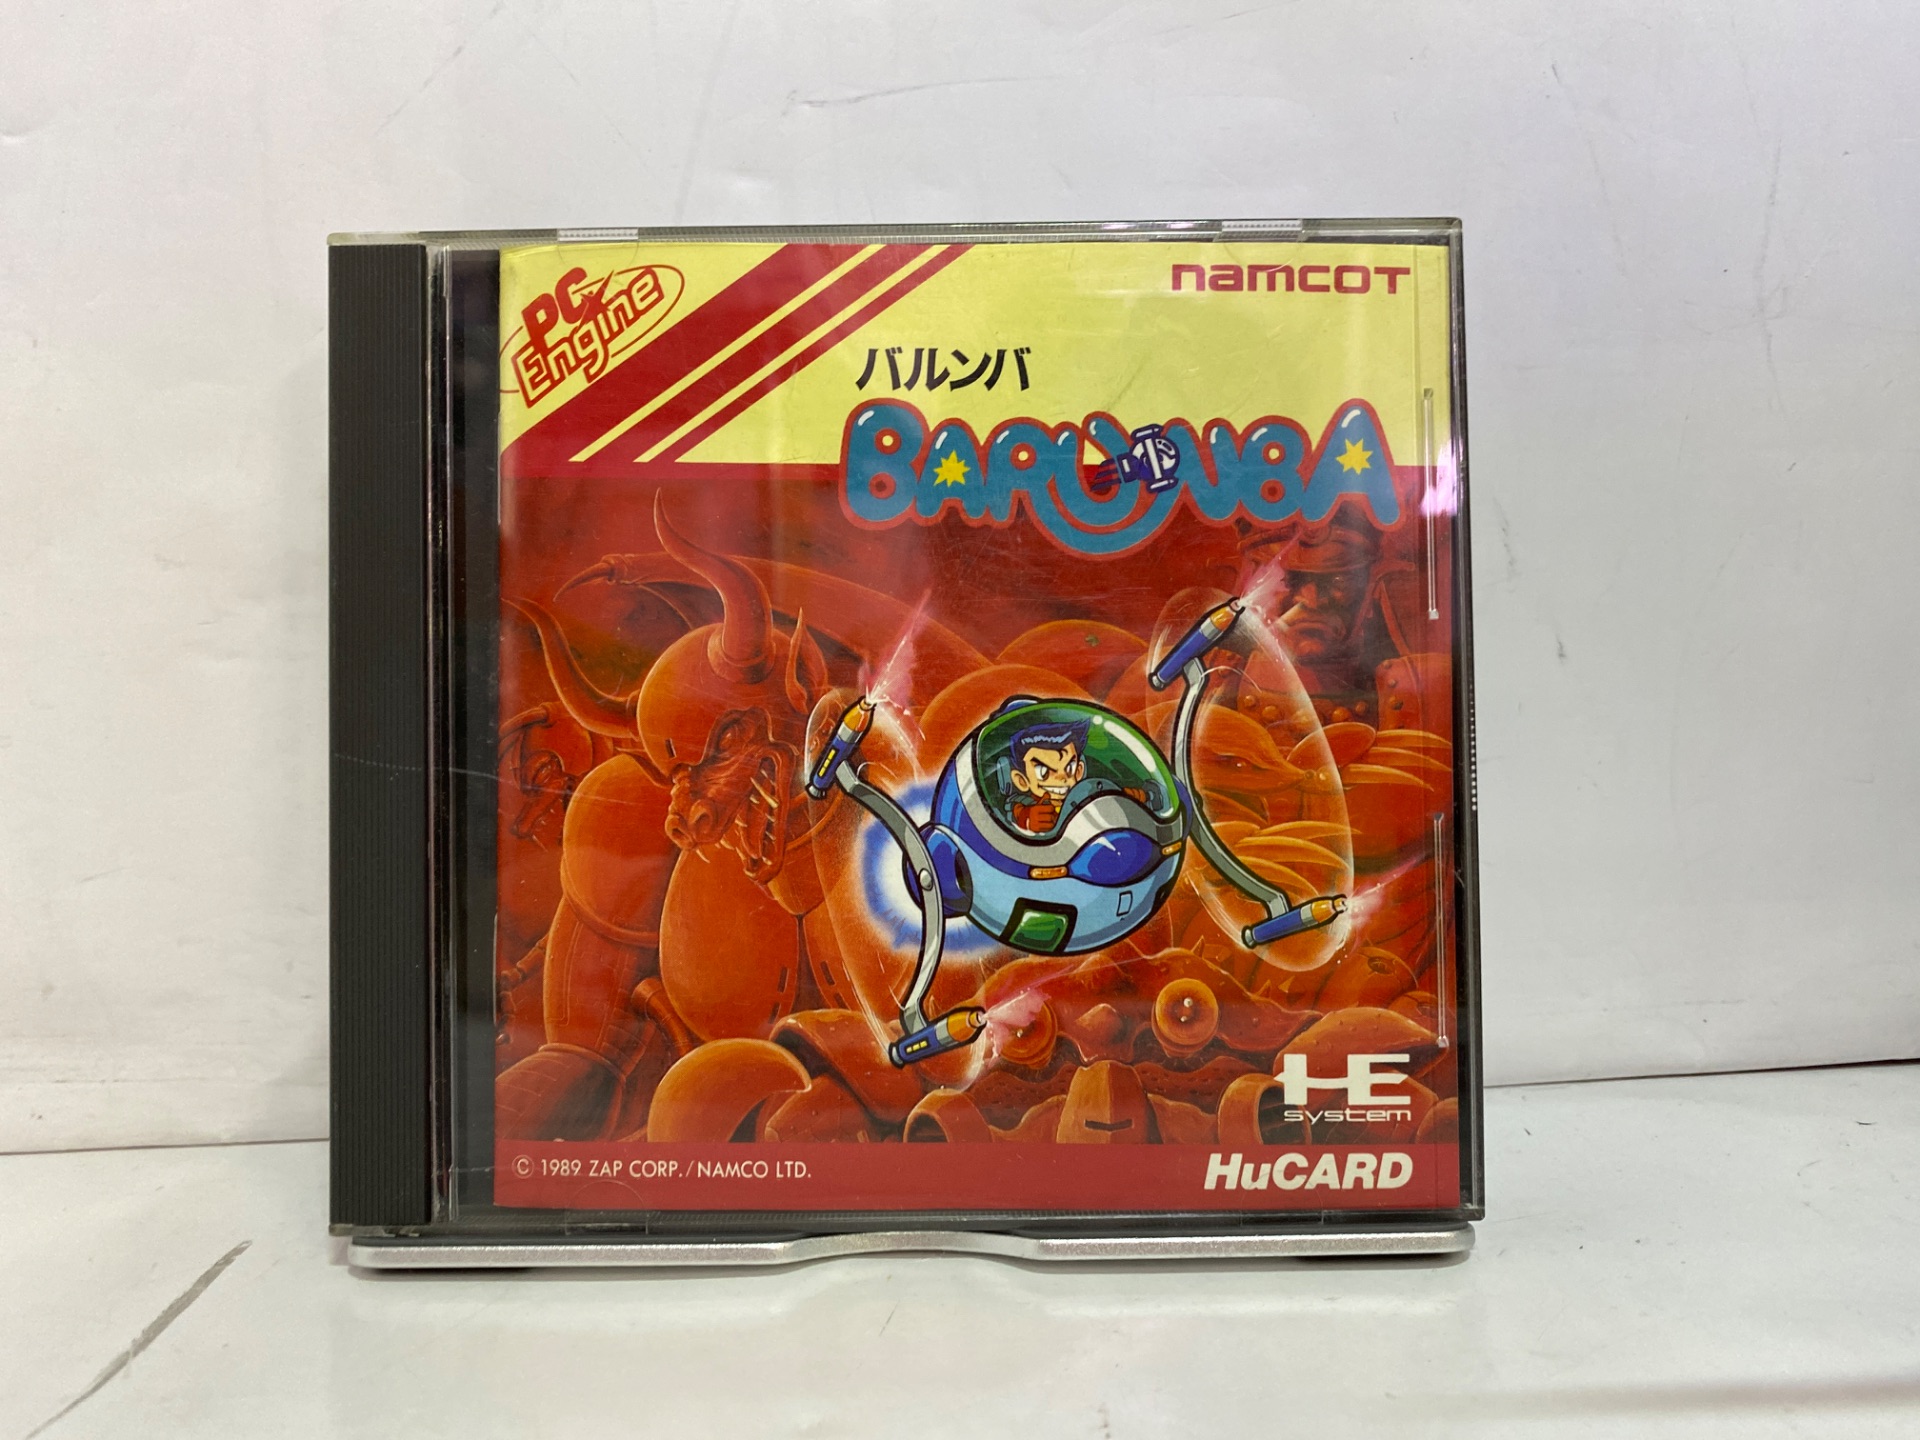 PC Engine
namcoT
バルンバ
BARUNBA
HE system
© 1989 ZAP CORP./NAMCO LTD.
HuCARD